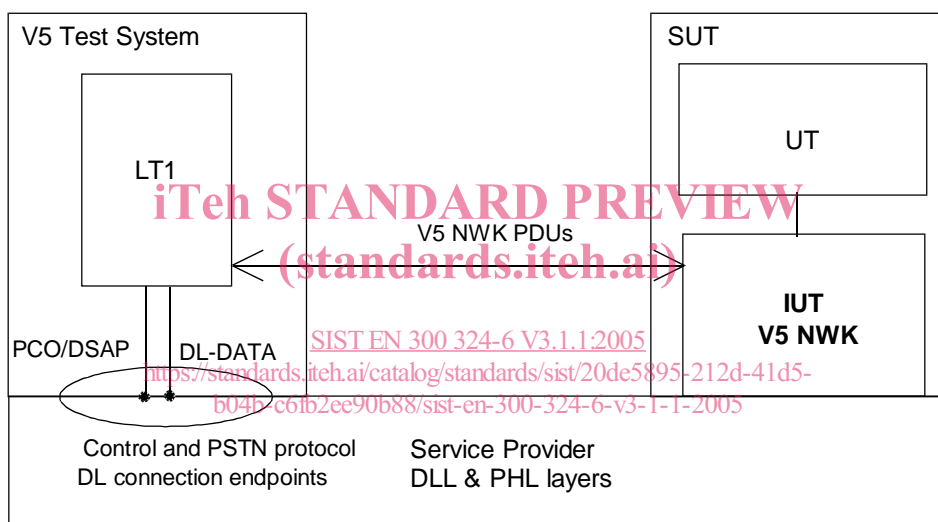 V5 Test System
SUT
LT1
UT
iTeh STANDARD PREVIEW
V5 NWK PDUs
(standards.iteh.ai)
IUT
V5 NWK
PCO/DSAP
DL-DATA
SIST EN 300 324-6 V3.1.1:2005
https://standards.iteh.ai/catalog/standards/sist/20de5895-212d-41d5-
b04b-c6fb2ee90b88/sist-en-300-324-6-v3-1-1-2005
Control and PSTN protocol
DL connection endpoints
Service Provider
DLL & PHL layers